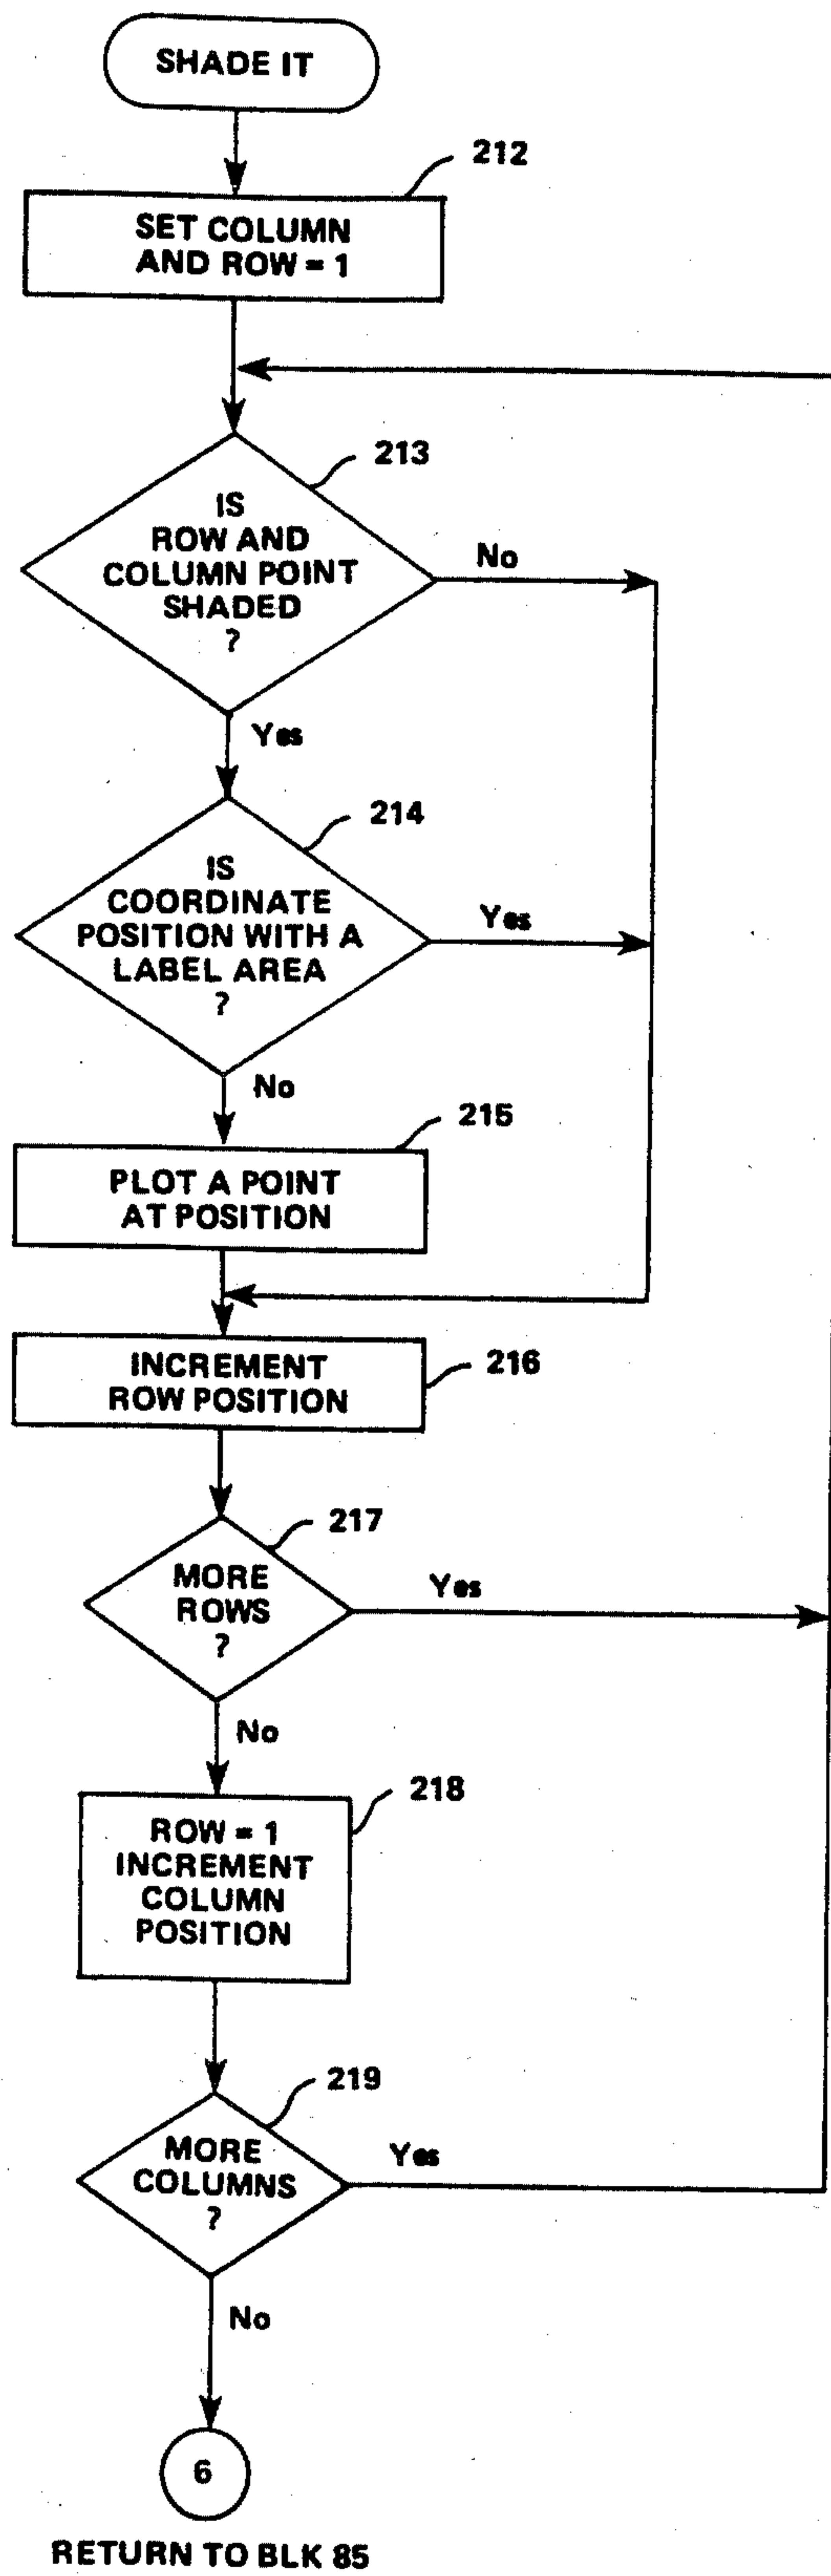 SHADE IT
212
SET COLUMN
AND ROW = 1
213
IS
ROW AND
COLUMN POINT
SHADED
?
No
Yes
214
IS
COORDINATE
POSITION WITH A
LABEL AREA
?
Yes
No
215
PLOT A POINT
AT POSITION
INCREMENT
ROW POSITION
216
217
MORE
ROWS
?
Yes
No
218
ROW = 1
INCREMENT
COLUMN
POSITION
219
MORE
COLUMNS
?
Yes
No
6
RETURN TO BLK 85